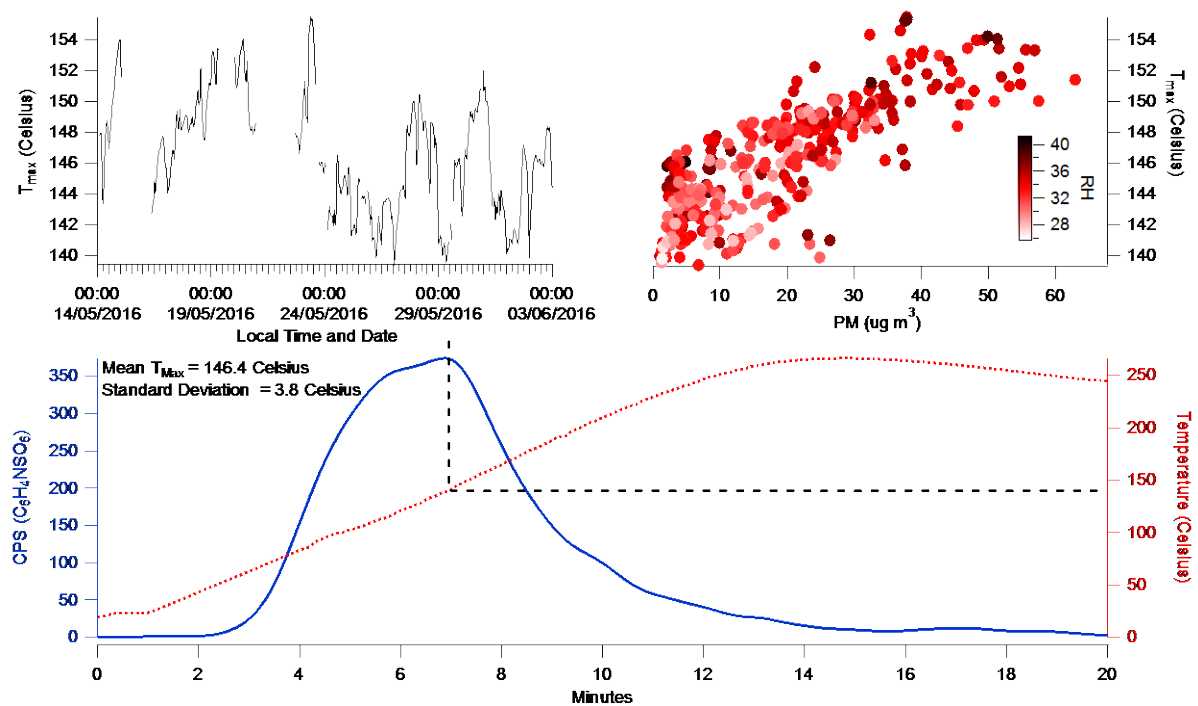 154
152
150
148
146
144
142
140
Tmax (Celsius)
00:00 00:00 00:00 00:00 00:00
14/05/2016 19/05/2016 24/05/2016 29/05/2016 03/06/2016
Local Time and Date
154
152
150
148
146
144
142
140
Tmax (Celsius)
40
36
32
28
RH
0 10 20 30 40 50 60
PM (ug m³)
Mean TMax = 146.4 Celsius
Standard Deviation = 3.8 Celsius
350
300
250
200
150
100
50
0
CPS (C₆H₄NSO₆)
250
200
150
100
50
0
Temperature (Celsius)
0 2 4 6 8 10 12 14 16 18 20
Minutes